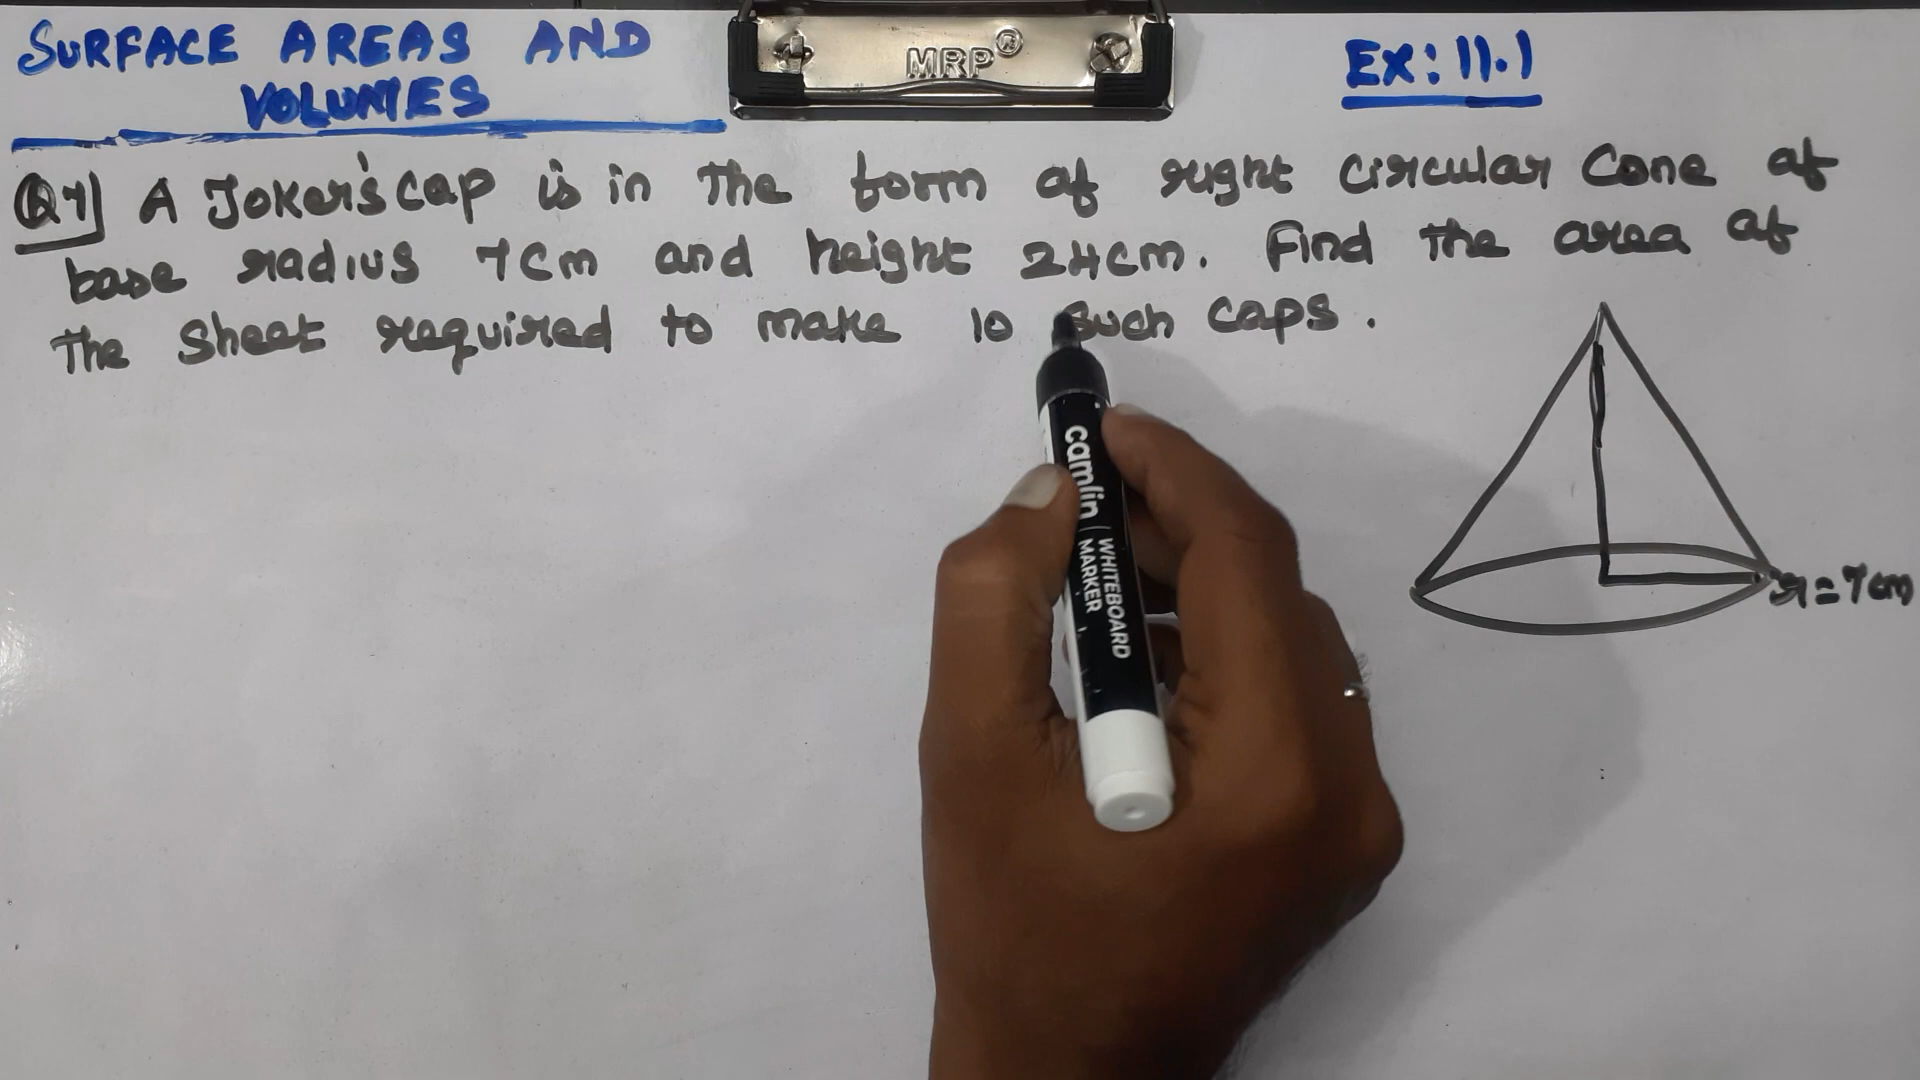 SURFACE AREAS AND
VOLUMES
MRP®
EX: 11.1
Q7] A Joker's cap is in The form of right circular Cone of
base radius 7cm and height 24cm. Find the area of
The Sheet required to make 10 Such caps.
r=7cm
camlin WHITEBOARD
MARKER